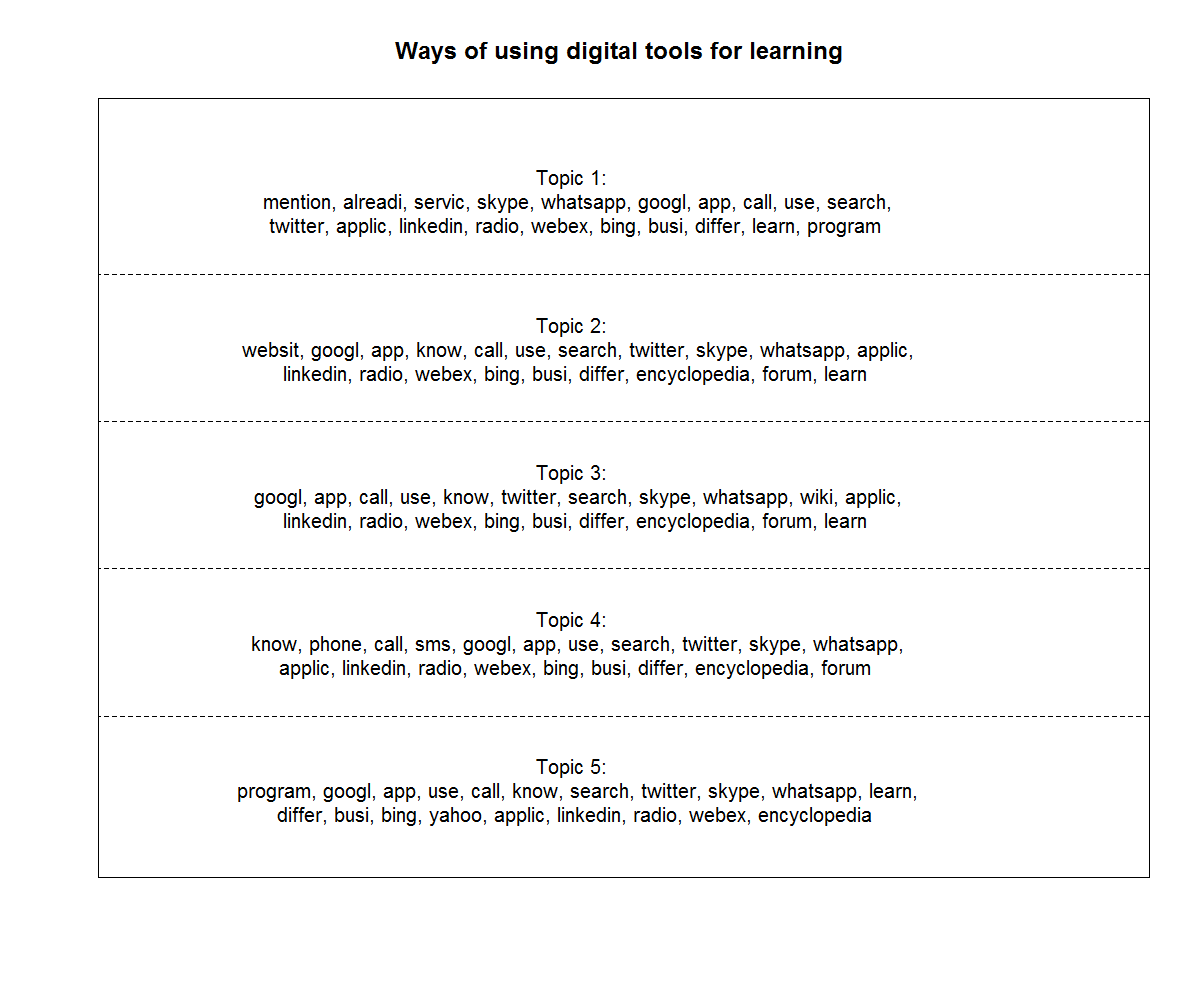 Ways of using digital tools for learning
Topic 1:
mention, alreadi, servic, skype, whatsapp, googl, app, call, use, search,
twitter, applic, linkedin, radio, webex, bing, busi, differ, learn, program
Topic 2:
websit, googl, app, know, call, use, search, twitter, skype, whatsapp, applic,
linkedin, radio, webex, bing, busi, differ, encyclopedia, forum, learn
Topic 3:
googl, app, call, use, know, twitter, search, skype, whatsapp, wiki, applic,
linkedin, radio, webex, bing, busi, differ, encyclopedia, forum, learn
Topic 4:
know, phone, call, sms, googl, app, use, search, twitter, skype, whatsapp,
applic, linkedin, radio, webex, bing, busi, differ, encyclopedia, forum
Topic 5:
program, googl, app, use, call, know, search, twitter, skype, whatsapp, learn,
differ, busi, bing, yahoo, applic, linkedin, radio, webex, encyclopedia